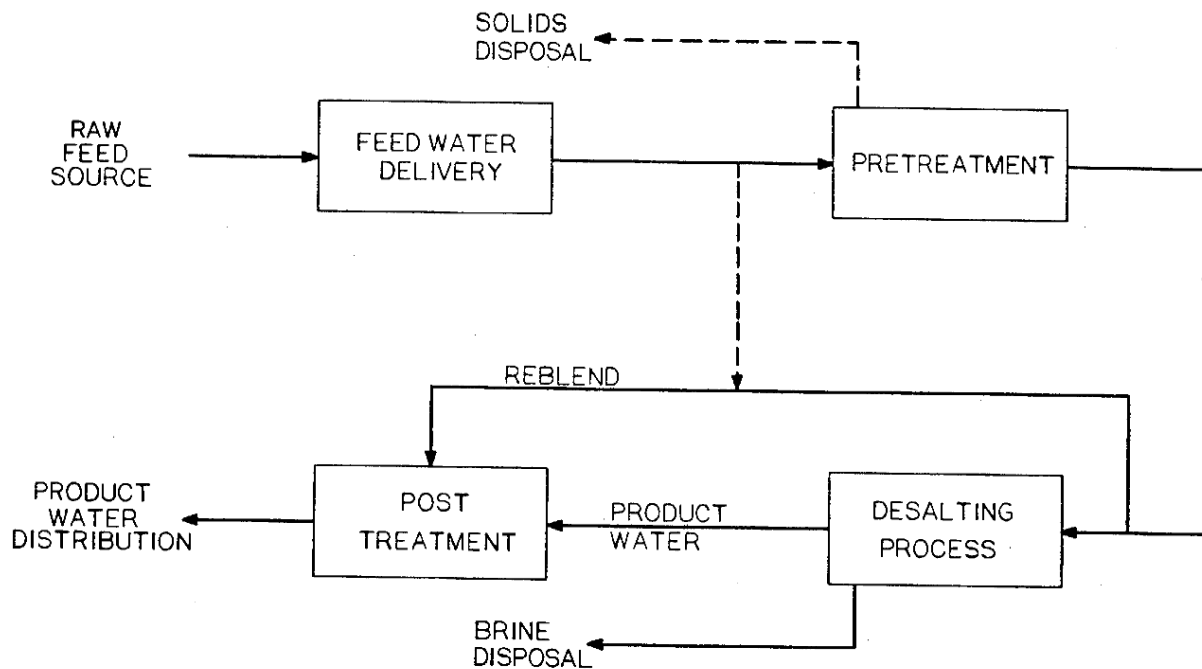 SOLIDS
DISPOSAL
RAW
FEED
SOURCE
FEED WATER
DELIVERY
PRETREATMENT
REBLEND
PRODUCT
WATER
DISTRIBUTION
POST
TREATMENT
PRODUCT
WATER
DESALTING
PROCESS
BRINE
DISPOSAL